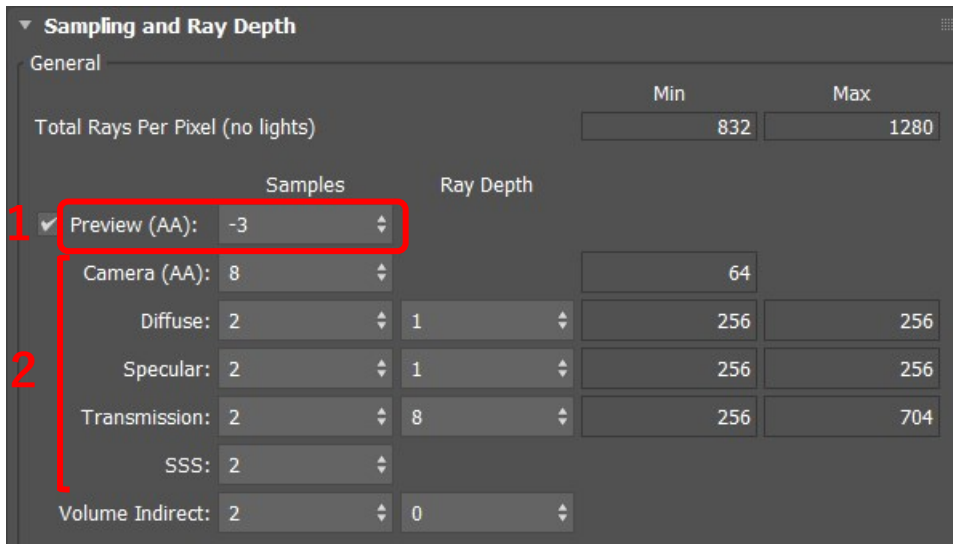 Sampling and Ray Depth
General
Min Max
Total Rays Per Pixel (no lights) 832 1280
Samples Ray Depth
1 Preview (AA): -3
Camera (AA): 8 64
Diffuse: 2 1 256 256
2 Specular: 2 1 256 256
Transmission: 2 8 256 704
SSS: 2
Volume Indirect: 2 0